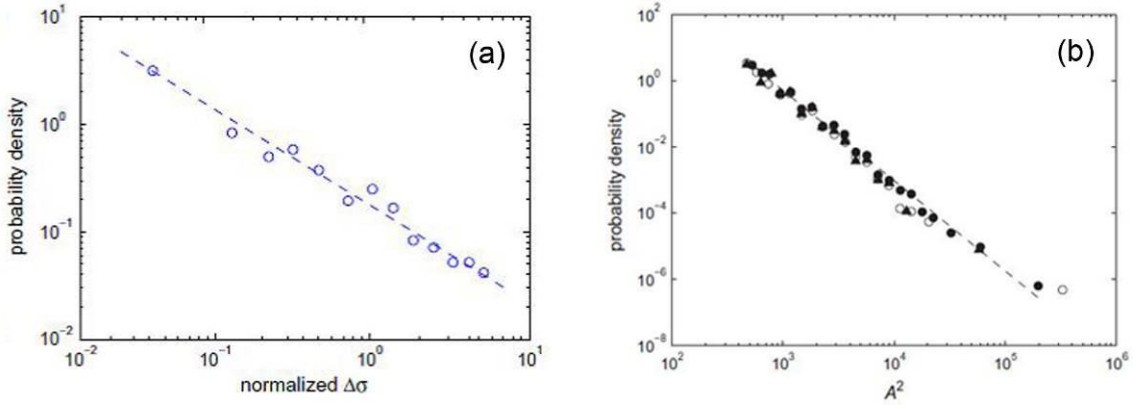 (a)
probability density
10^1
10^0
10^-1
10^-2
10^-2 10^-1 10^0 10^1
normalized Δσ
(b)
probability density
10^2
10^0
10^-2
10^-4
10^-6
10^-8
10^2 10^3 10^4 10^5 10^6
A^2